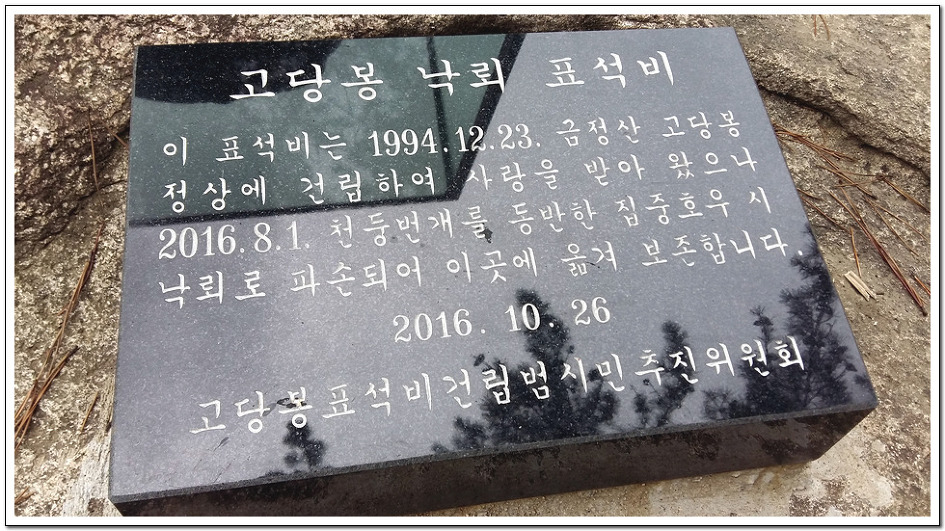 고당봉 낙뢰 표석비
이 표석비는 1994.12.23. 금정산 고당봉
정상에 건립하여 사랑을 받아 왔으나
2016.8.1. 천둥번개를 동반한 집중호우 시
낙뢰로 파손되어 이곳에 옮겨 보존합니다.
2016. 10. 26
고당봉표석비건립범시민추진위원회